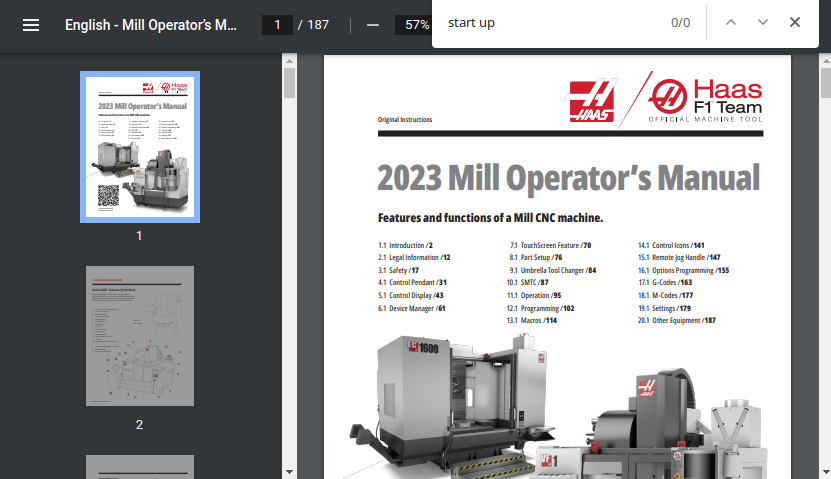 English - Mill Operator's M...
1 / 187
57%
start up
0/0
2023 Mill Operator's Manual
1
2
HAAS
Haas
F1 Team
OFFICIAL MACHINE TOOL
Original Instructions
2023 Mill Operator's Manual
Features and functions of a Mill CNC machine.
1.1 Introduction /2
2.1 Legal Information /12
3.1 Safety /17
4.1 Control Pendant /31
5.1 Control Display /43
6.1 Device Manager /61
7.1 TouchScreen Feature /70
8.1 Part Setup /76
9.1 Umbrella Tool Changer /84
10.1 SMTC /87
11.1 Operation /95
12.1 Programming /102
13.1 Macros /114
14.1 Control Icons /141
15.1 Remote Jog Handle /147
16.1 Options Programming /155
17.1 G-Codes /163
18.1 M-Codes /177
19.1 Settings /179
20.1 Other Equipment /187
EC 1600
HAAS
VF 1